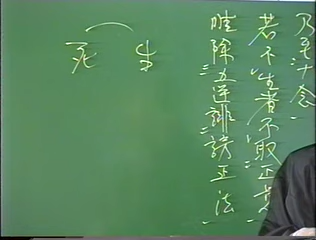 乃至十念
若不生者不取正
唯除五逆誹謗正法
生
死